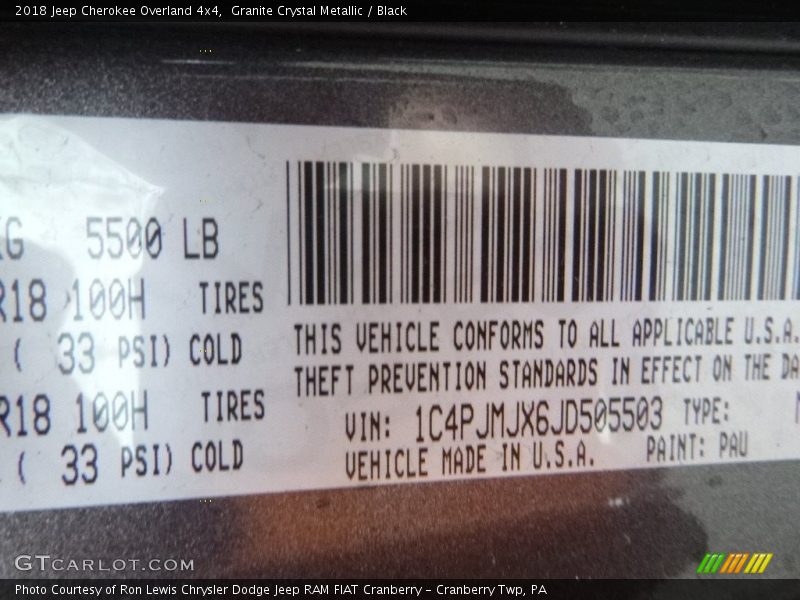 2018 Jeep Cherokee Overland 4x4, Granite Crystal Metallic / Black
KG 5500 LB
R18 100H TIRES
( 33 PSI) COLD
R18 100H TIRES
( 33 PSI) COLD
THIS VEHICLE CONFORMS TO ALL APPLICABLE U.S.A.
THEFT PREVENTION STANDARDS IN EFFECT ON THE DA
VIN: 1C4PJMJX6JD505503 TYPE:
VEHICLE MADE IN U.S.A. PAINT: PAU
GTCARLOT.COM
Photo Courtesy of Ron Lewis Chrysler Dodge Jeep RAM FIAT Cranberry - Cranberry Twp, PA